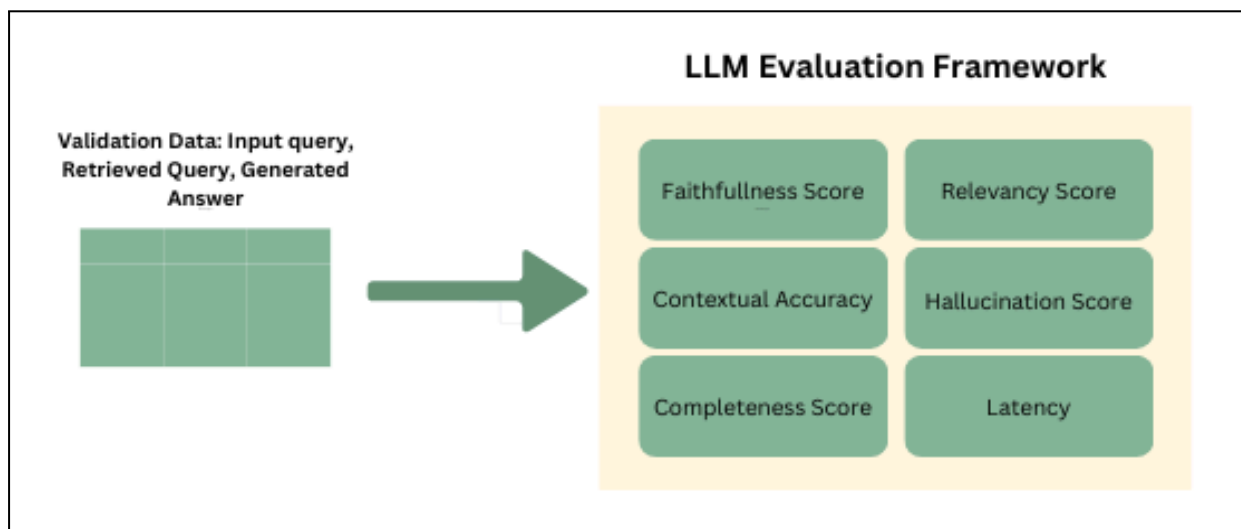 LLM Evaluation Framework
Validation Data: Input query,
Retrieved Query, Generated
Answer
Faithfullness Score
Relevancy Score
Contextual Accuracy
Hallucination Score
Completeness Score
Latency